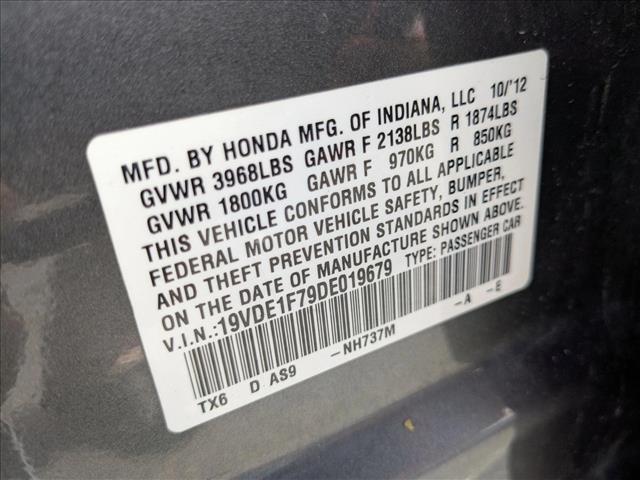 MFD. BY HONDA MFG. OF INDIANA, LLC 10/'12
GVWR 3968LBS GAWR F 2138LBS R 1874LBS
GVWR 1800KG GAWR F 970KG R 850KG
THIS VEHICLE CONFORMS TO ALL APPLICABLE
FEDERAL MOTOR VEHICLE SAFETY, BUMPER,
AND THEFT PREVENTION STANDARDS IN EFFECT
ON THE DATE OF MANUFACTURE SHOWN ABOVE.
V.I.N.: 19VDE1F79DE019679 TYPE: PASSENGER CAR
TX6 D AS9 -NH737M -A -E